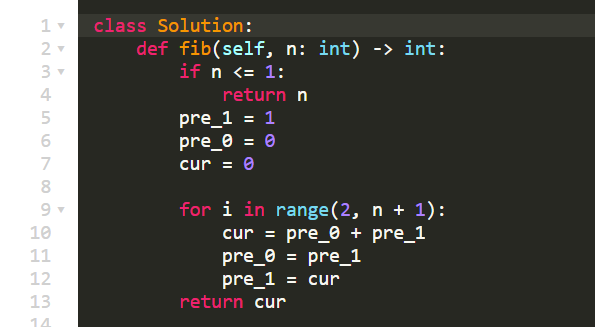 1 class Solution:
2     def fib(self, n: int) -> int:
3         if n <= 1:
4             return n
5         pre_1 = 1
6         pre_0 = 0
7         cur = 0
8
9         for i in range(2, n + 1):
10             cur = pre_0 + pre_1
11             pre_0 = pre_1
12             pre_1 = cur
13         return cur
14